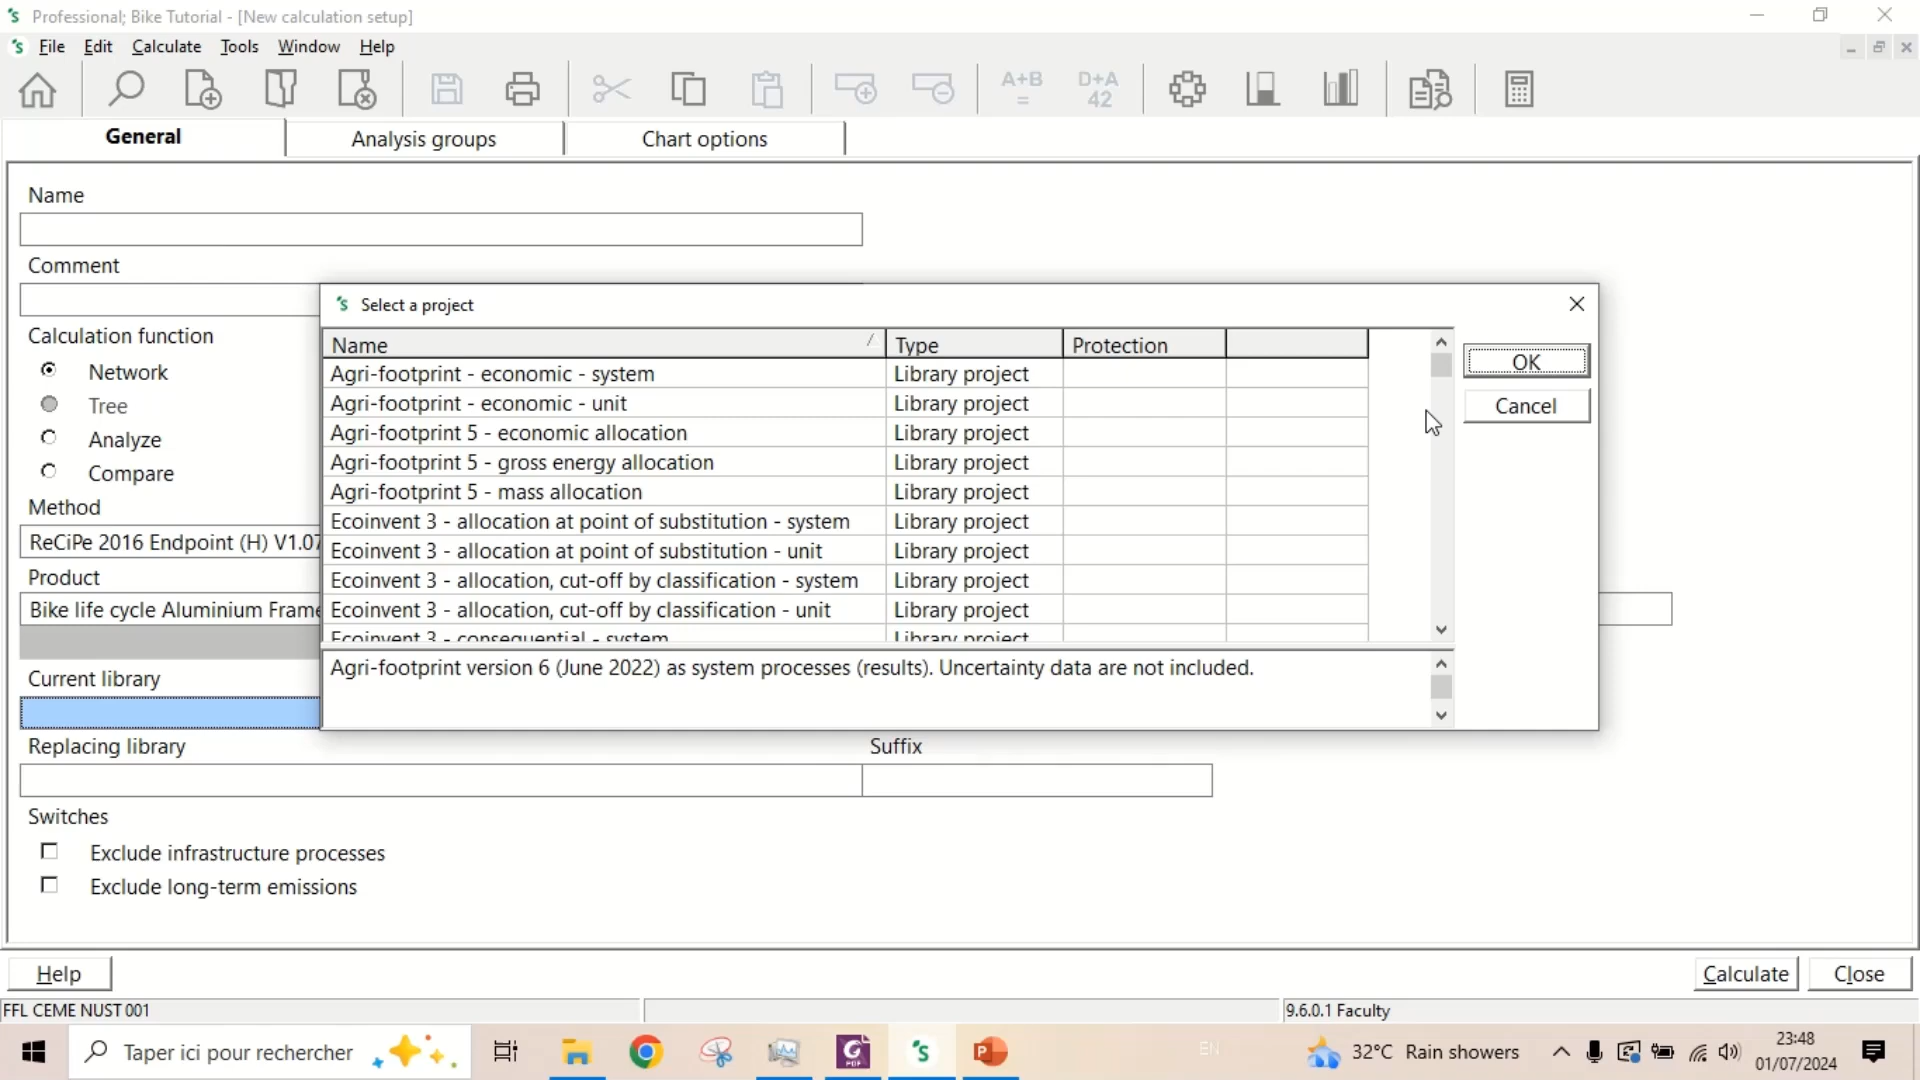 Professional; Bike Tutorial - [New calculation setup]
File Edit Calculate Tools Window Help
A+B
=
D+A
42
General Analysis groups Chart options
Name
Comment
Select a project
Calculation function
Name Type Protection
Network
Tree
Analyze
Compare
Agri-footprint - economic - system Library project
Agri-footprint - economic - unit Library project
Agri-footprint 5 - economic allocation Library project
Agri-footprint 5 - gross energy allocation Library project
Agri-footprint 5 - mass allocation Library project
Ecoinvent 3 - allocation at point of substitution - system Library project
Ecoinvent 3 - allocation at point of substitution - unit Library project
Ecoinvent 3 - allocation, cut-off by classification - system Library project
Ecoinvent 3 - allocation, cut-off by classification - unit Library project
Ecoinvent 3 - consequential - system Library project
OK
Cancel
Method
ReCiPe 2016 Endpoint (H) V1.07
Product
Bike life cycle Aluminium Frame
Agri-footprint version 6 (June 2022) as system processes (results). Uncertainty data are not included.
Current library
Replacing library Suffix
Switches
Exclude infrastructure processes
Exclude long-term emissions
Help Calculate Close
FFL CEME NUST 001 9.6.0.1 Faculty
Taper ici pour rechercher EN 32°C Rain showers 23:48
01/07/2024